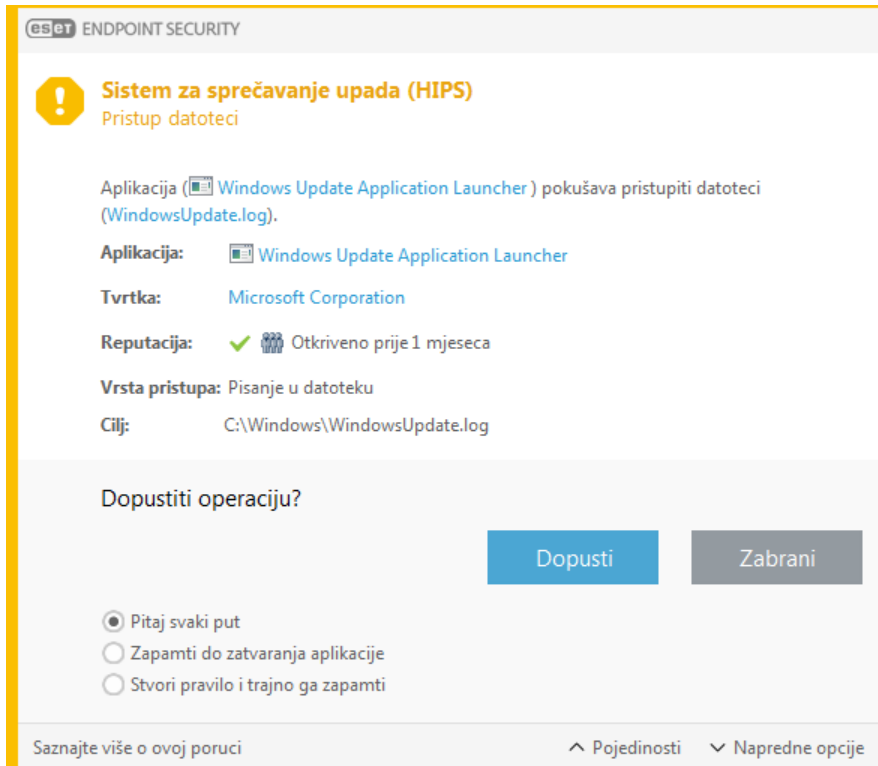 eset ENDPOINT SECURITY
Sistem za sprečavanje upada (HIPS)
Pristup datoteci
Aplikacija ( Windows Update Application Launcher ) pokušava pristupiti datoteci
(WindowsUpdate.log).
Aplikacija: Windows Update Application Launcher
Tvrtka: Microsoft Corporation
Reputacija: Otkriveno prije 1 mjeseca
Vrsta pristupa: Pisanje u datoteku
Cilj: C:\Windows\WindowsUpdate.log
Dopustiti operaciju?
Dopusti Zabrani
Pitaj svaki put
Zapamti do zatvaranja aplikacije
Stvori pravilo i trajno ga zapamti
Saznajte više o ovoj poruci Pojedinosti Napredne opcije